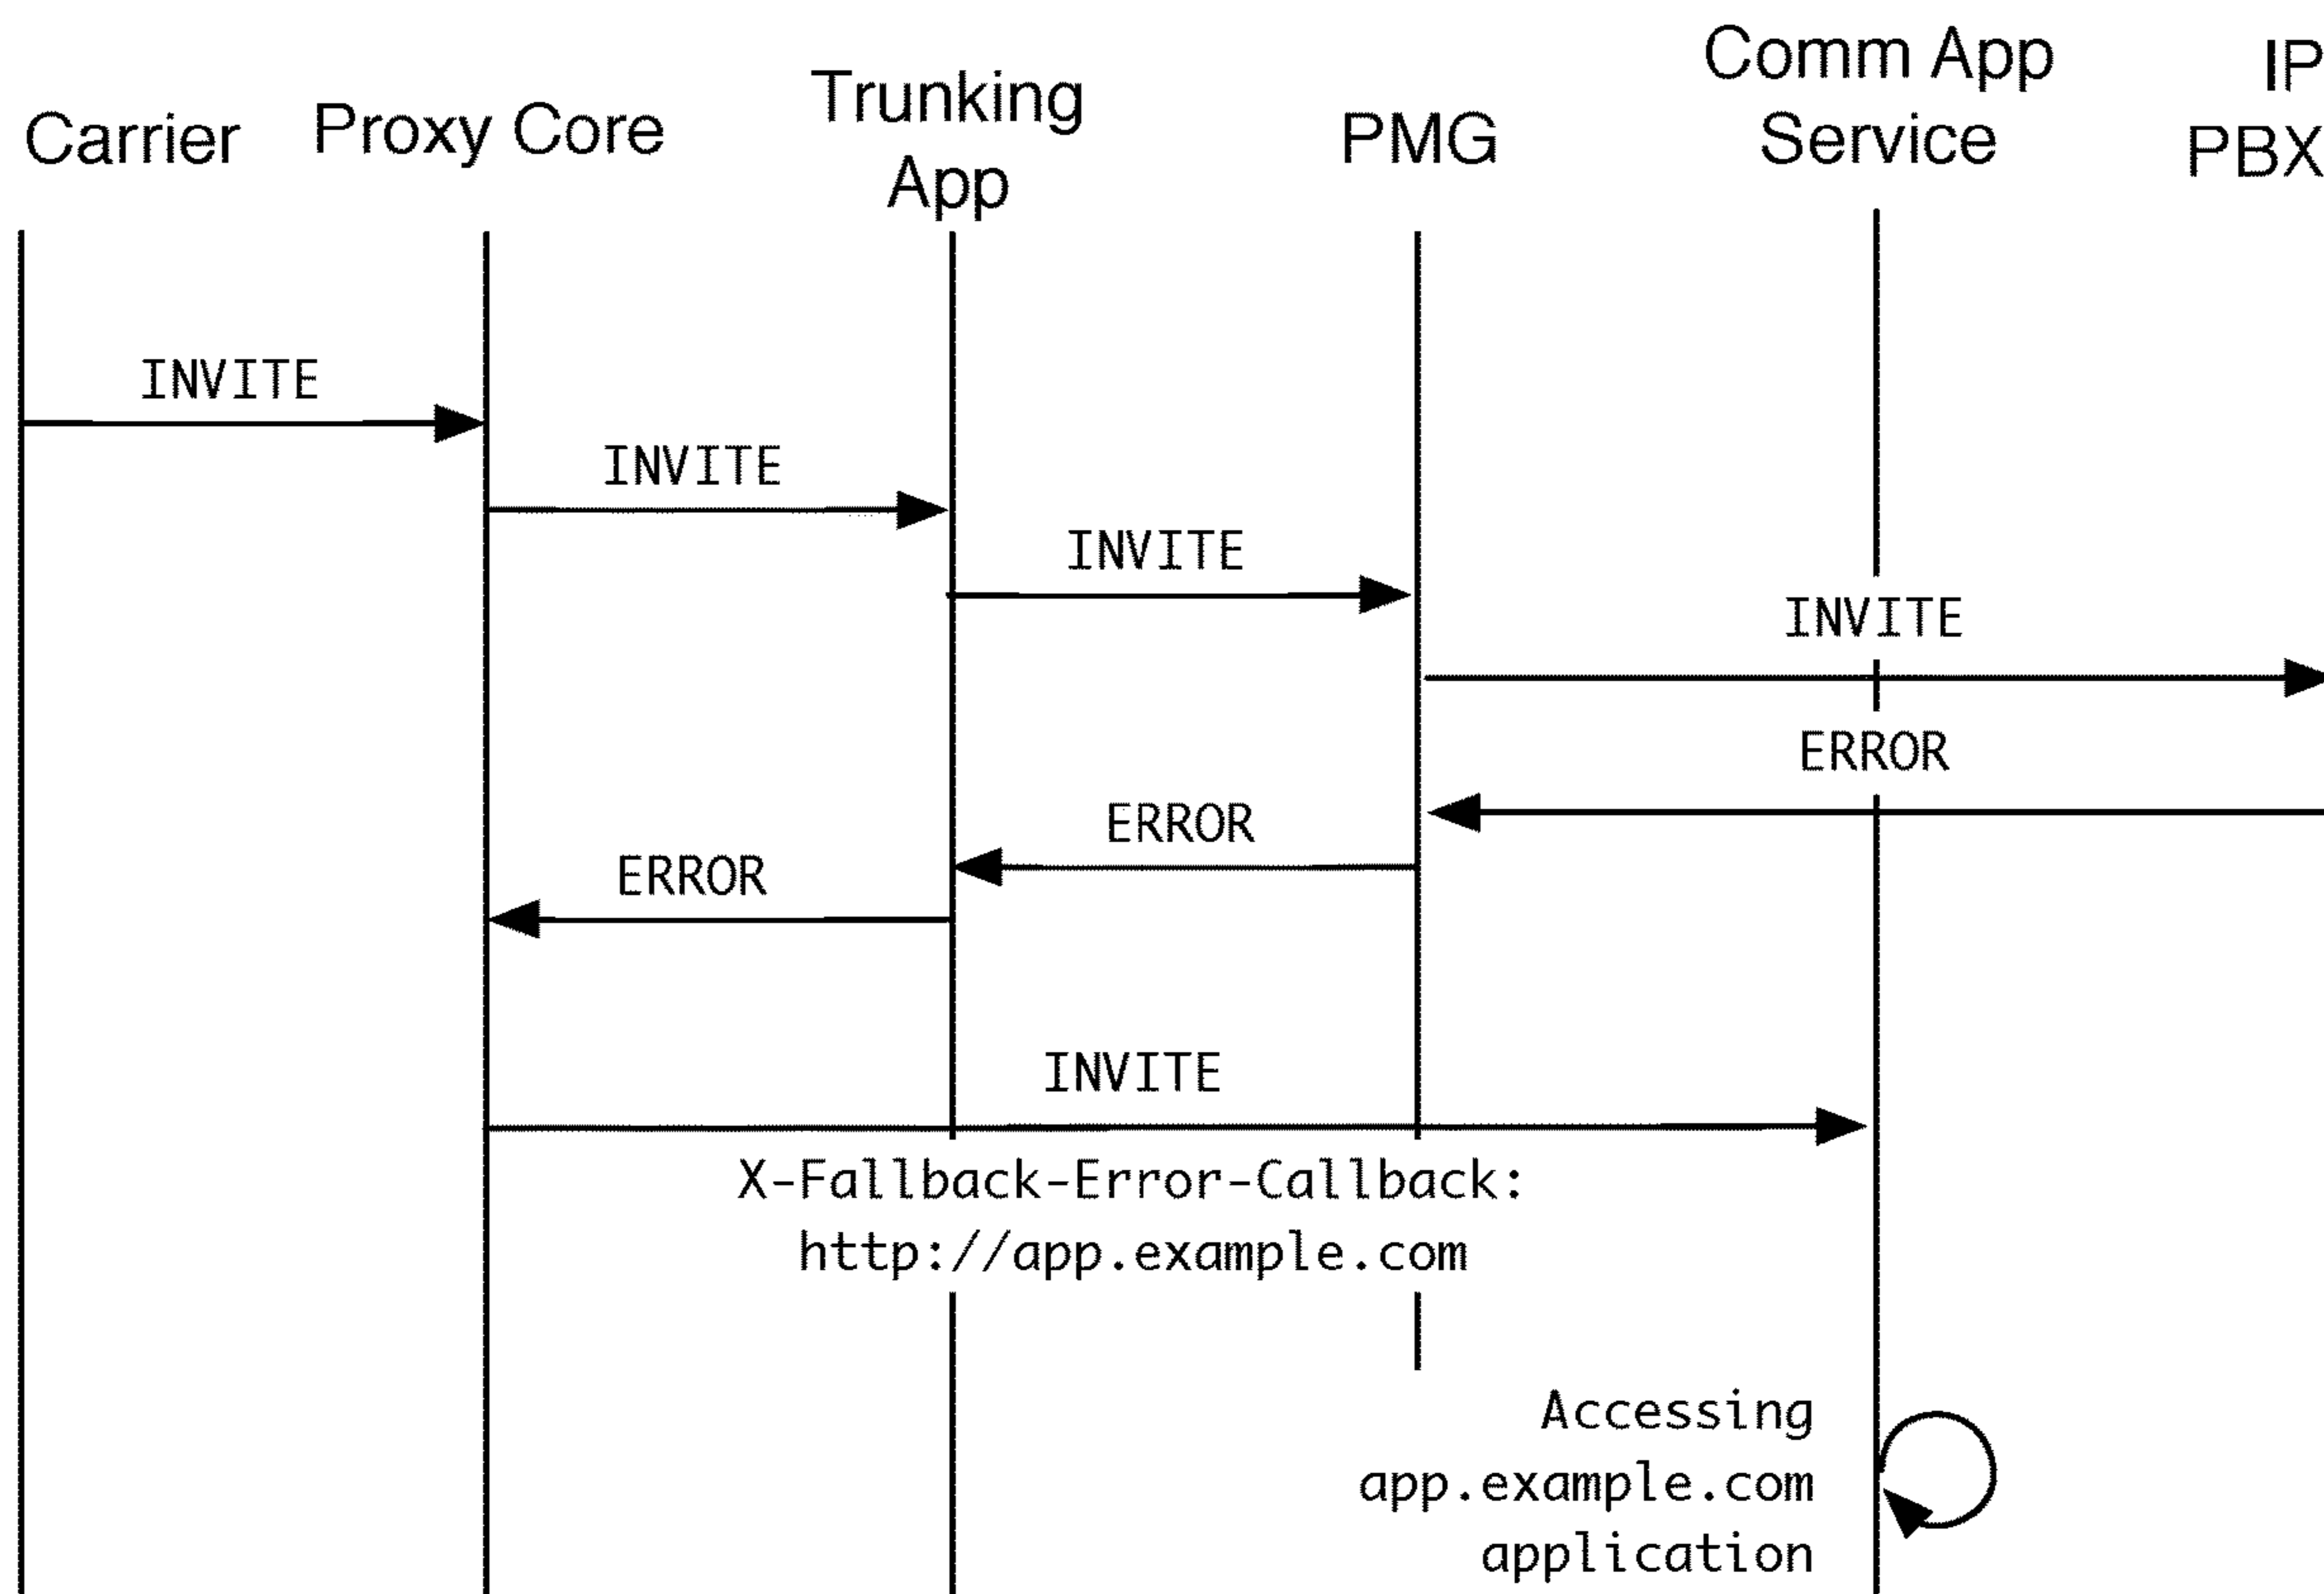 Carrier
Proxy Core
Trunking
App
PMG
Comm App
Service
IP
PBX
INVITE
INVITE
INVITE
INVITE
ERROR
ERROR
ERROR
INVITE
X-Fallback-Error-Callback:
http://app.example.com
Accessing
app.example.com
application